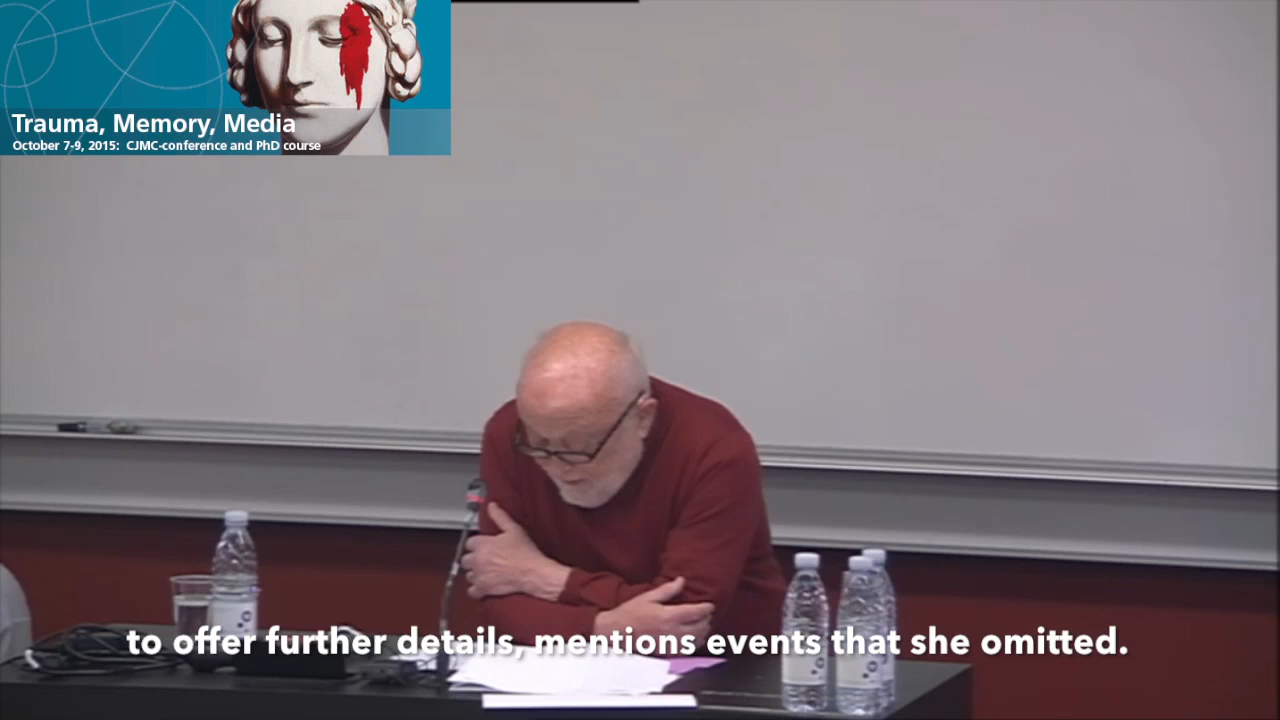 Trauma, Memory, Media
October 7-9, 2015: CJMC-conference and PhD course
to offer further details, mentions events that she omitted.